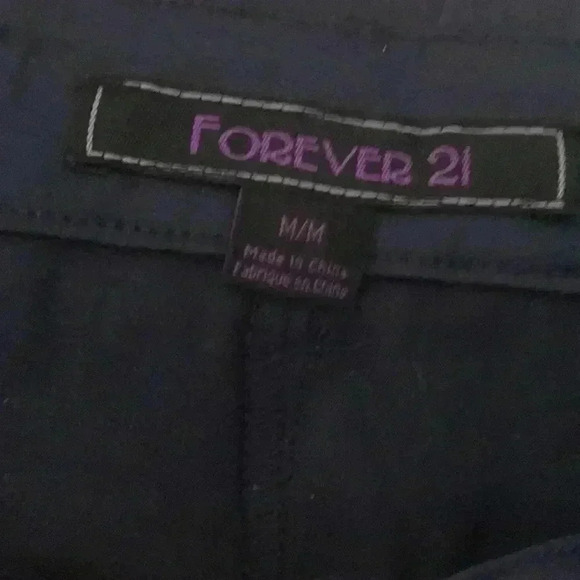 FOREVER 21
M/M
Made in China
Fabriqué en Chine